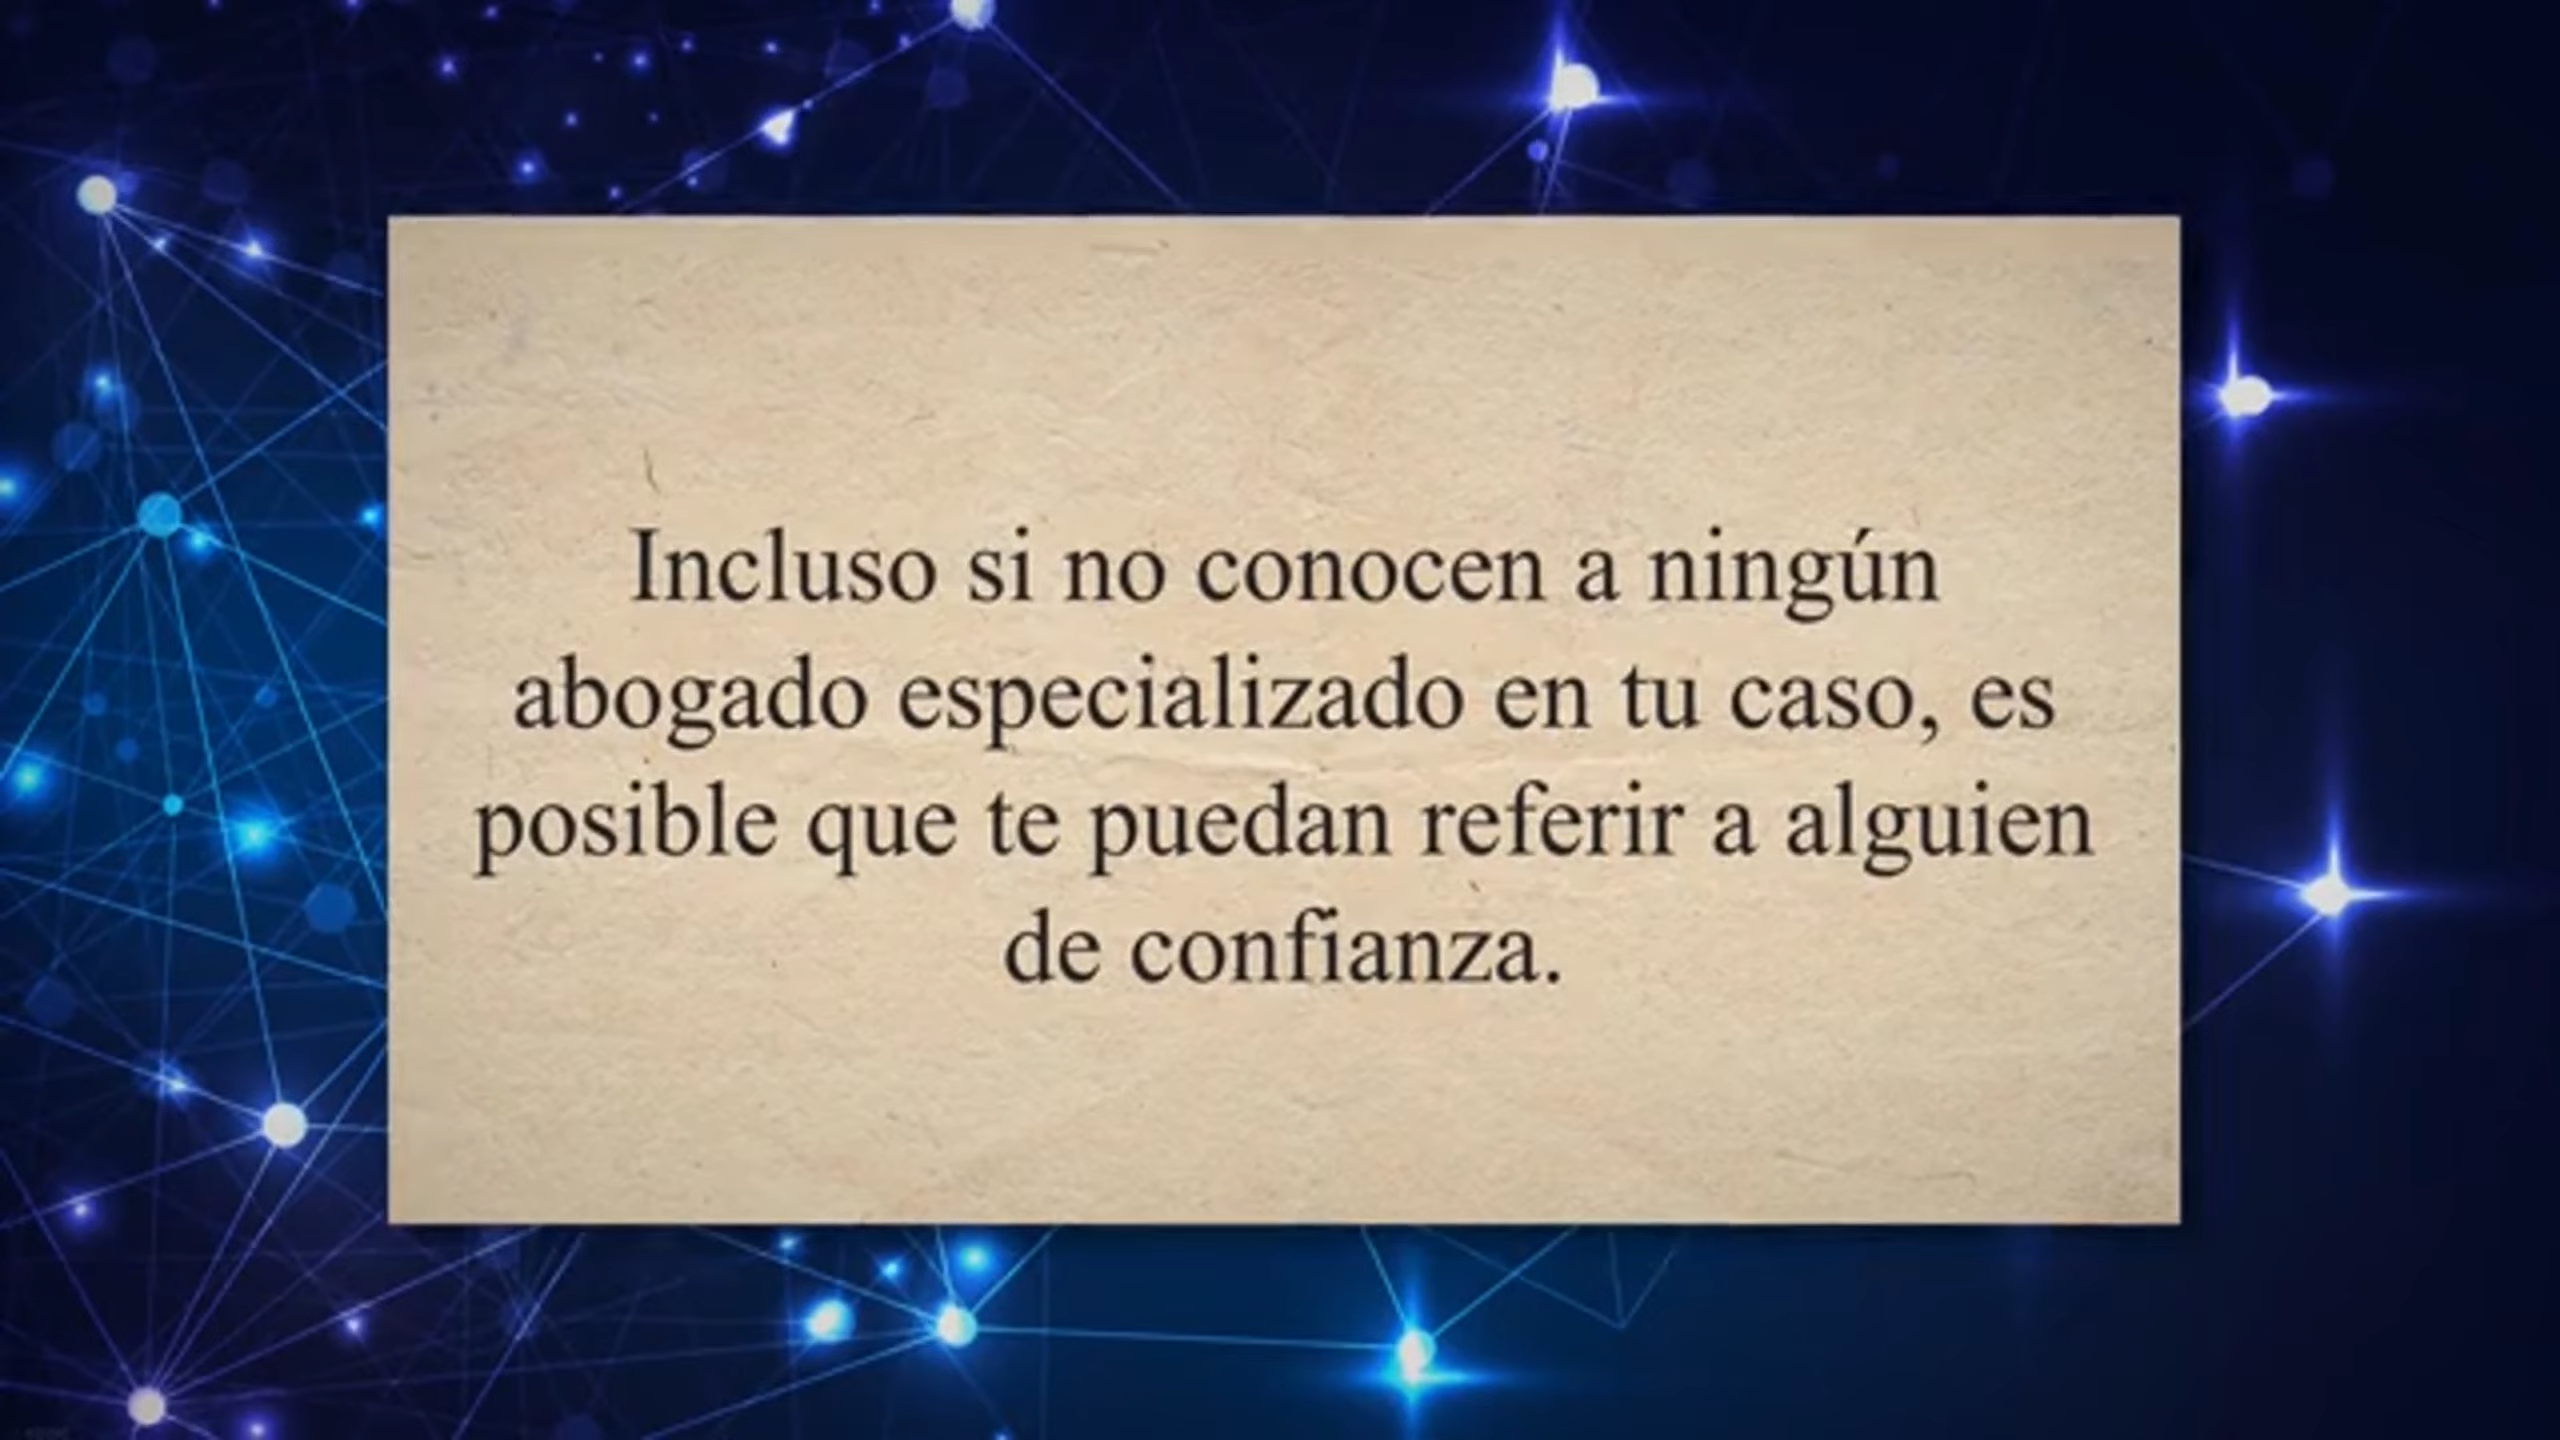 Incluso si no conocen a ningún
abogado especializado en tu caso, es
posible que te puedan referir a alguien
de confianza.